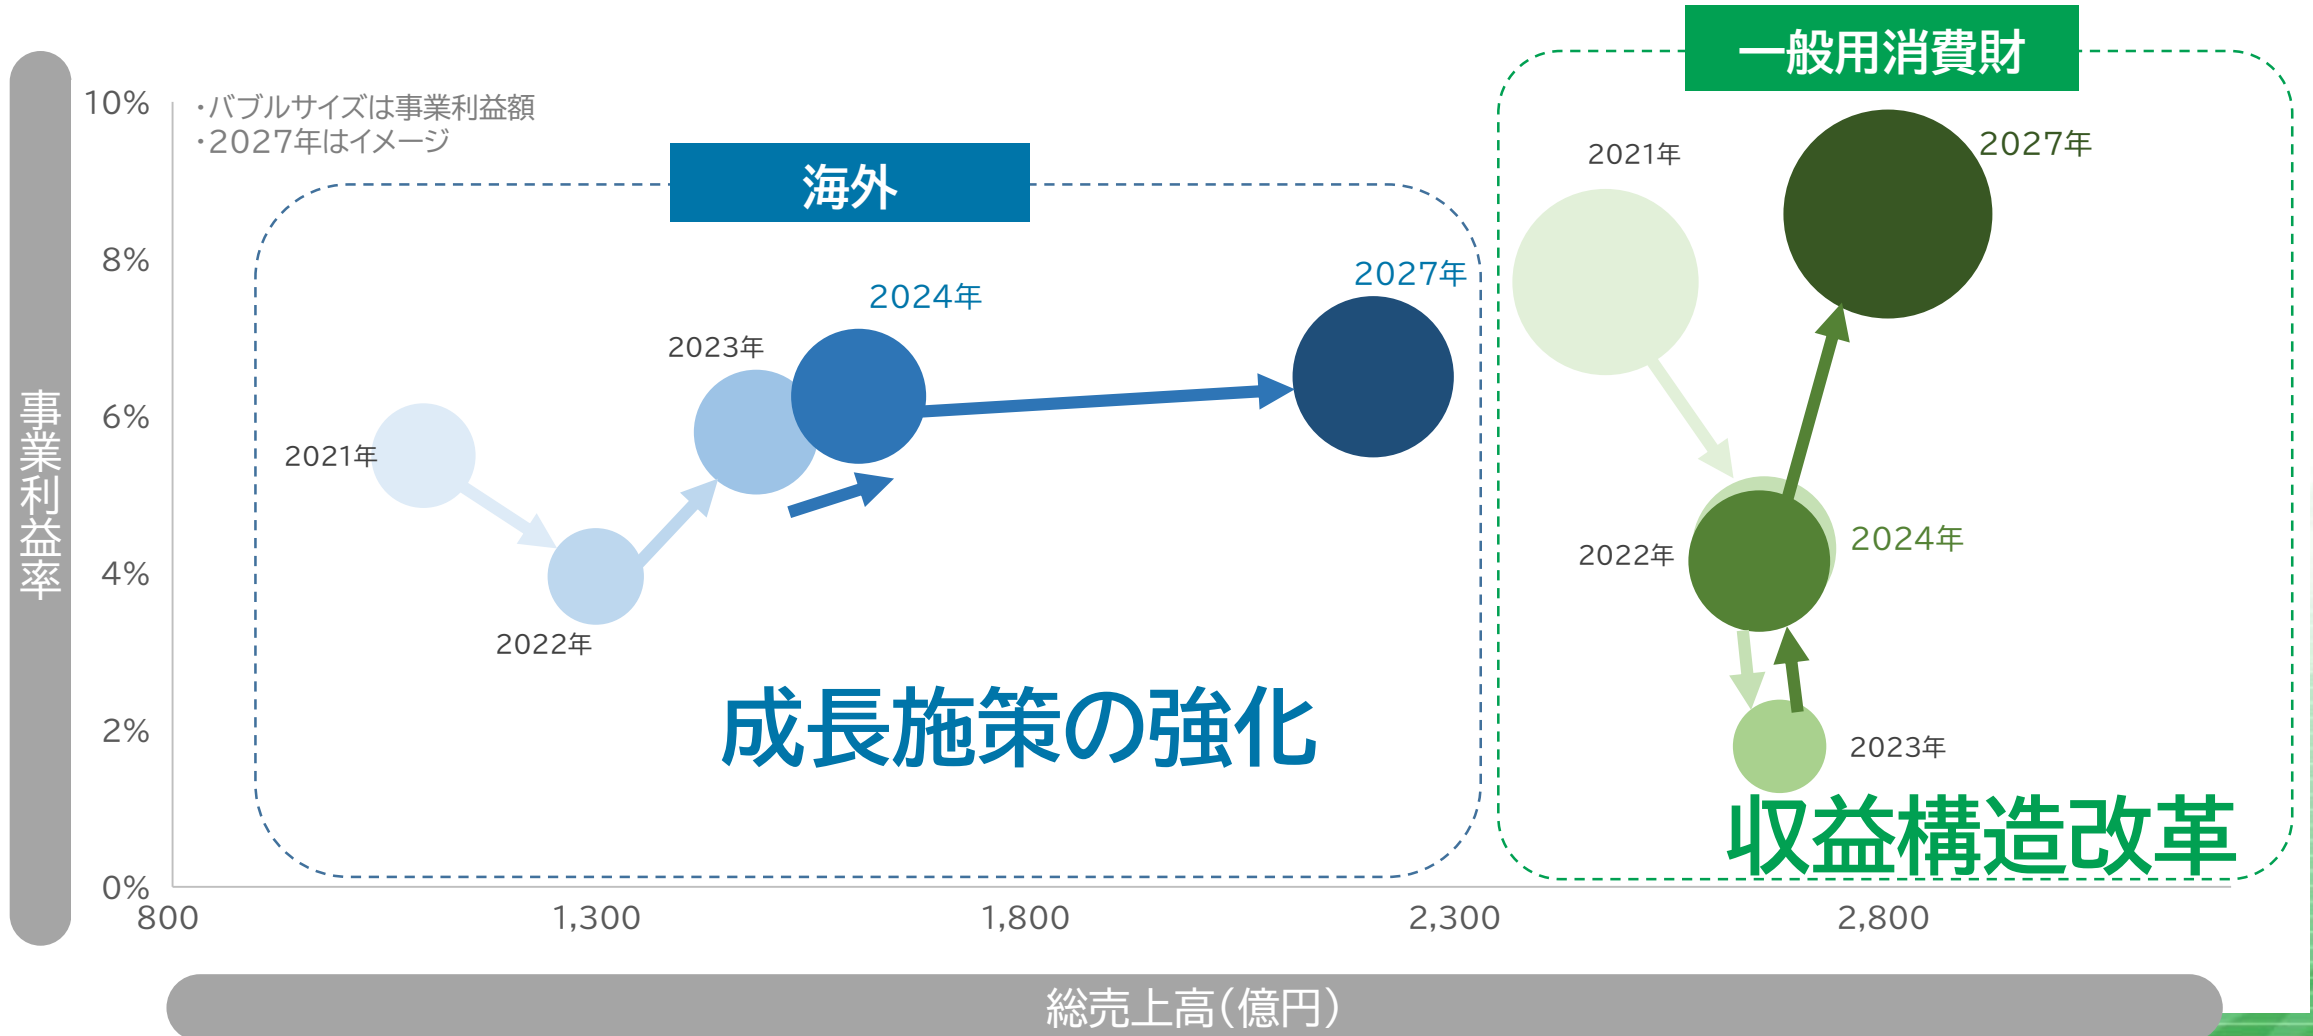 一般用消費財
10%
・バブルサイズは事業利益額
・2027年はイメージ
2021年
2027年
海外
8%
2024年
2027年
2023年
6%
2021年
事業利益率
2024年
2022年
4%
2022年
成長施策の強化
2%
2023年
収益構造改革
0%
800
1,300
1,800
2,300
2,800
総売上高(億円)